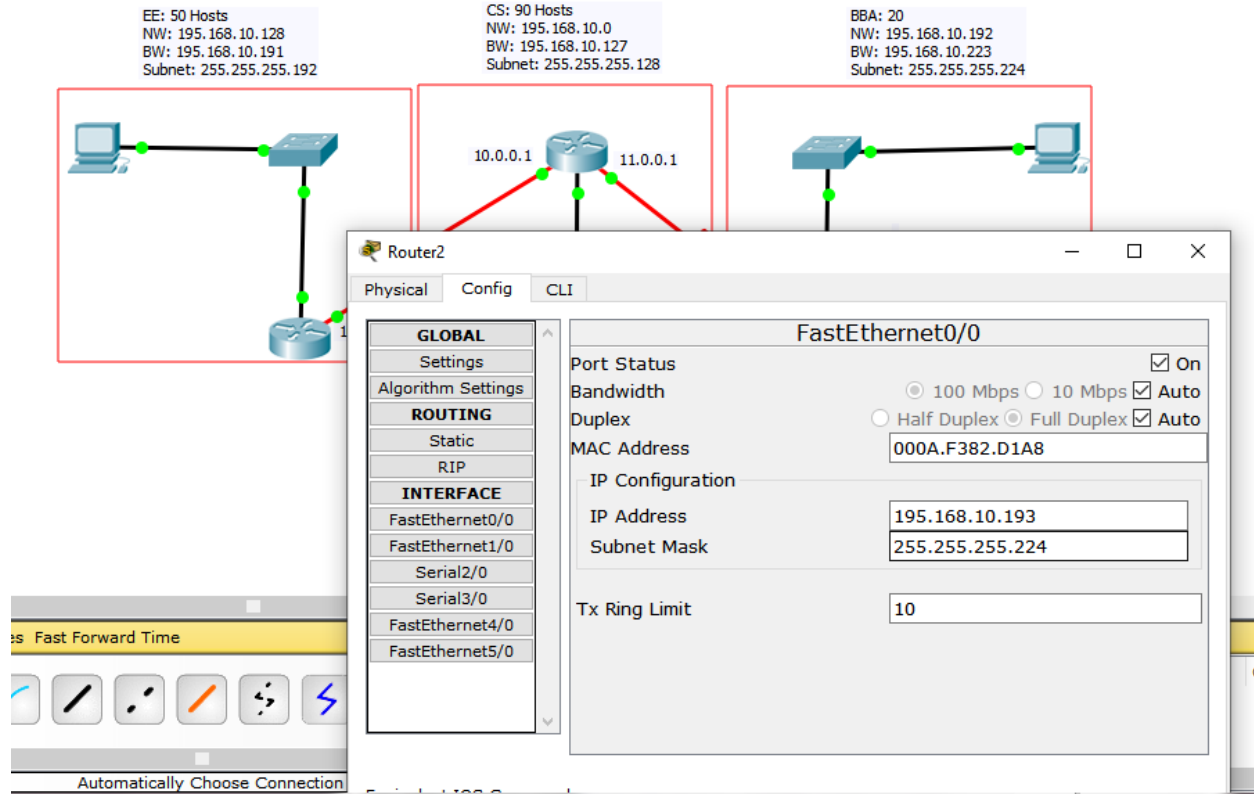 EE: 50 Hosts
NW: 195.168.10.128
BW: 195.168.10.191
Subnet: 255.255.255.192
CS: 90 Hosts
NW: 195.168.10.0
BW: 195.168.10.127
Subnet: 255.255.255.128
BBA: 20
NW: 195.168.10.192
BW: 195.168.10.223
Subnet: 255.255.255.224
10.0.0.1
11.0.0.1
1
Router2
Physical Config CLI
GLOBAL
Settings
Algorithm Settings
ROUTING
Static
RIP
INTERFACE
FastEthernet0/0
FastEthernet1/0
Serial2/0
Serial3/0
FastEthernet4/0
FastEthernet5/0
FastEthernet0/0
Port Status On
Bandwidth 100 Mbps 10 Mbps Auto
Duplex Half Duplex Full Duplex Auto
MAC Address 000A.F382.D1A8
IP Configuration
IP Address 195.168.10.193
Subnet Mask 255.255.255.224
Tx Ring Limit 10
es Fast Forward Time
Automatically Choose Connection